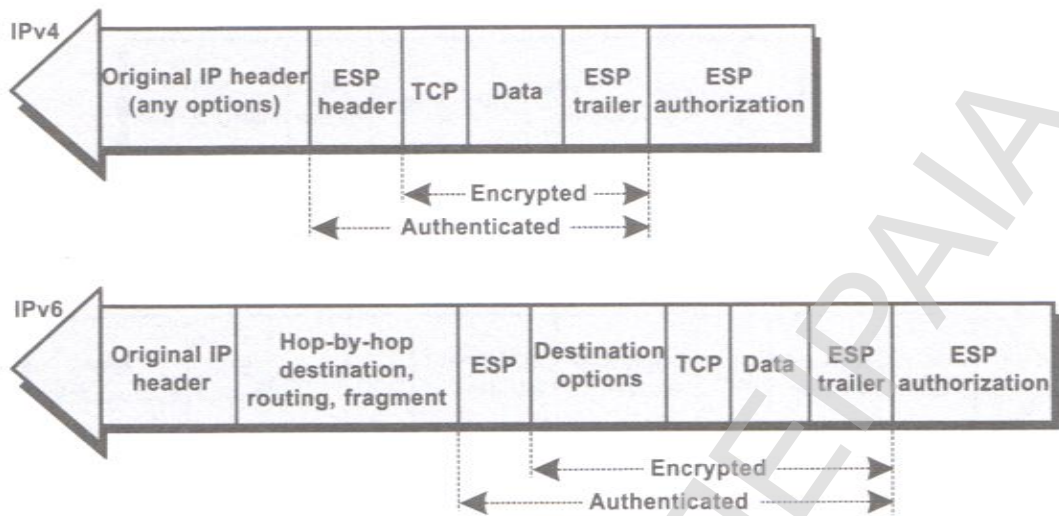 IPv4
Original IP header
(any options)
ESP
header
TCP
Data
ESP
trailer
ESP
authorization
Encrypted
Authenticated
IPv6
Original IP
header
Hop-by-hop
destination,
routing, fragment
ESP
Destination
options
TCP
Data
ESP
trailer
ESP
authorization
Encrypted
Authenticated